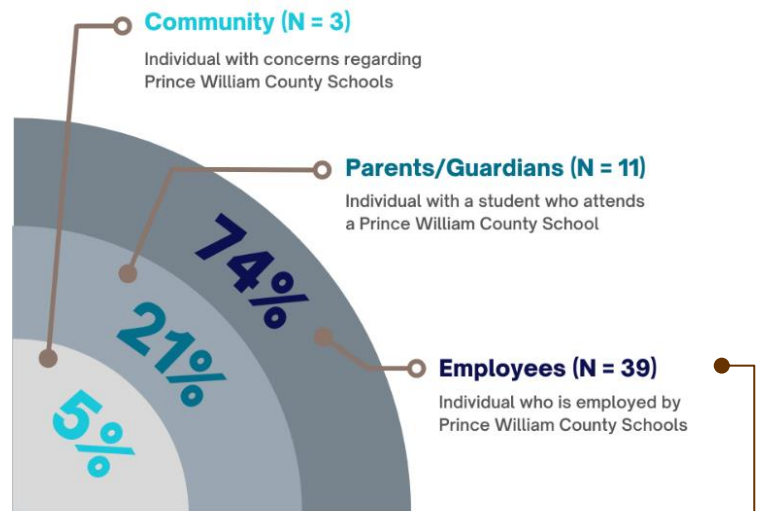 Community (N = 3)
Individual with concerns regarding
Prince William County Schools
Parents/Guardians (N = 11)
Individual with a student who attends
a Prince William County School
74%
21%
Employees (N = 39)
Individual who is employed by
Prince William County Schools
5%